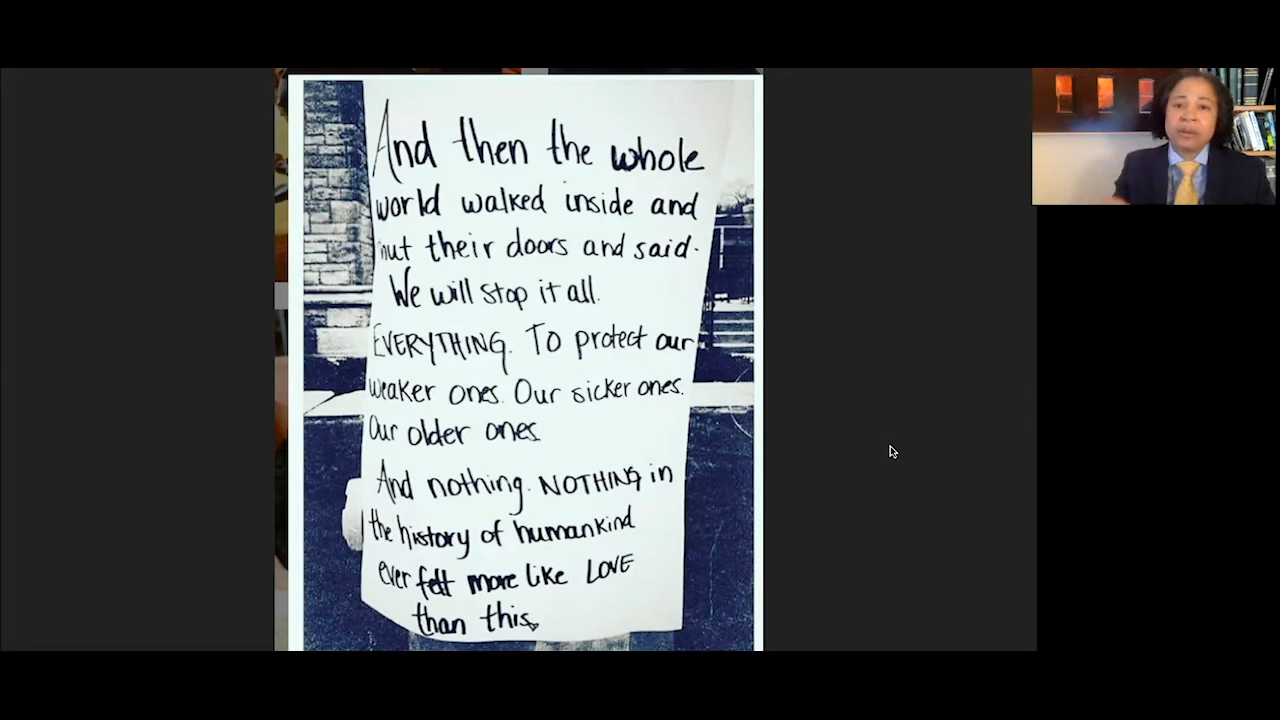 And then the whole
world walked inside and
hut their doors and said.
We will stop it all.
EVERYTHING. To protect our
weaker ones. Our sicker ones.
Our older ones.
And nothing. NOTHING in
the history of humankind
ever felt more like LOVE
than this.